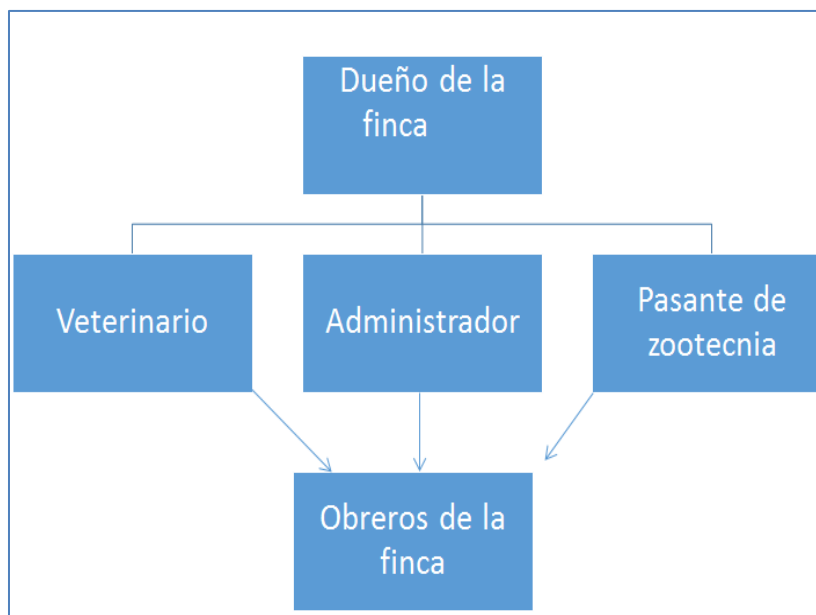 Dueño de la
finca
Veterinario
Administrador
Pasante de
zootecnia
Obreros de la
finca